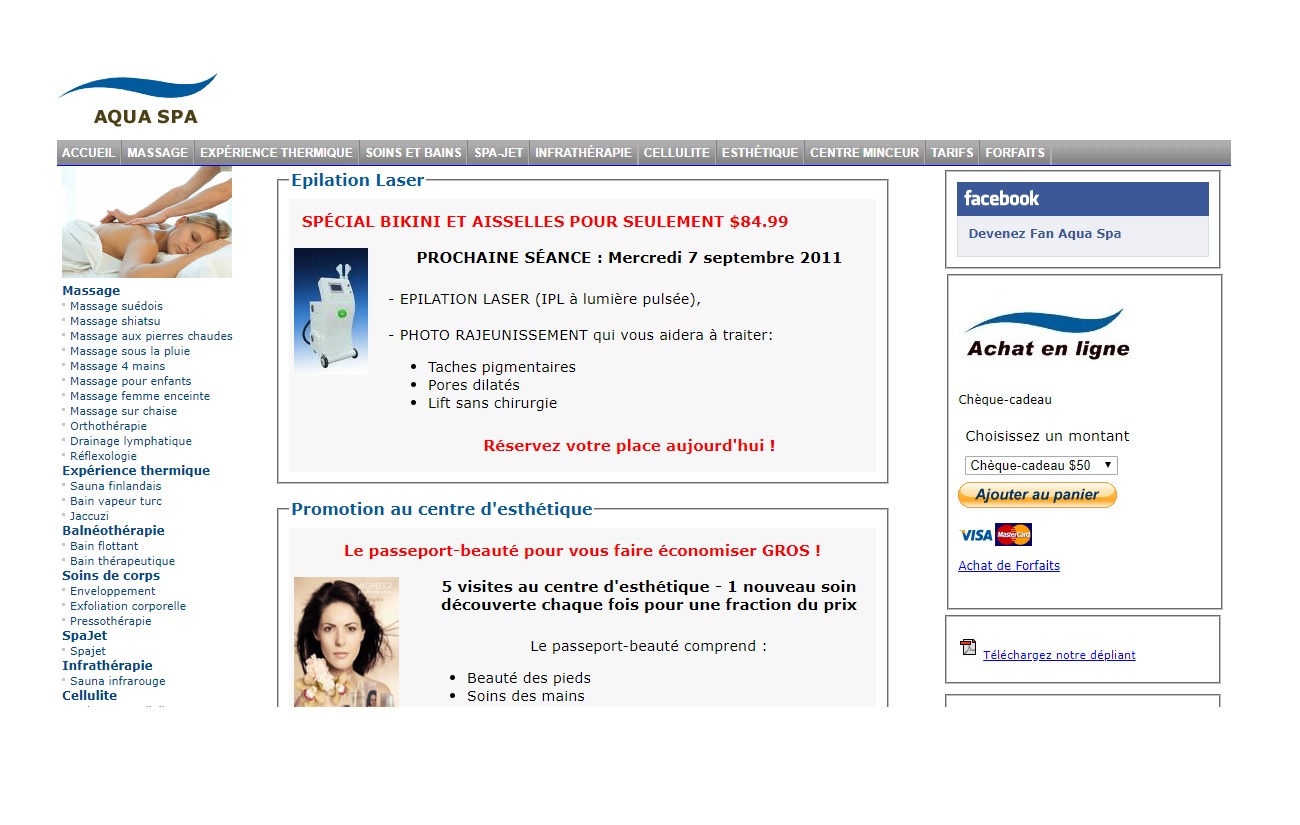 AQUA SPA
ACCUEIL MASSAGE EXPÉRIENCE THERMIQUE SOINS ET BAINS SPA-JET INFRATHÉRAPIE CELLULITE ESTHÉTIQUE CENTRE MINCEUR TARIFS FORFAITS
Massage
Massage suédois
Massage shiatsu
Massage aux pierres chaudes
Massage sous la pluie
Massage 4 mains
Massage pour enfants
Massage femme enceinte
Massage sur chaise
Orthothérapie
Drainage lymphatique
Réflexologie
Expérience thermique
Sauna finlandais
Bain vapeur turc
Jaccuzi
Balnéothérapie
Bain flottant
Bain thérapeutique
Soins de corps
Enveloppement
Exfoliation corporelle
Pressothérapie
SpaJet
Spajet
Infrathérapie
Sauna infrarouge
Cellulite
Epilation Laser
SPÉCIAL BIKINI ET AISSELLES POUR SEULEMENT $84.99
PROCHAINE SÉANCE : Mercredi 7 septembre 2011
- EPILATION LASER (IPL à lumière pulsée),
- PHOTO RAJEUNISSEMENT qui vous aidera à traiter:
Taches pigmentaires
Pores dilatés
Lift sans chirurgie
Réservez votre place aujourd'hui !
Promotion au centre d'esthétique
Le passeport-beauté pour vous faire économiser GROS !
5 visites au centre d'esthétique - 1 nouveau soin
découverte chaque fois pour une fraction du prix
Le passeport-beauté comprend :
Beauté des pieds
Soins des mains
facebook
Devenez Fan Aqua Spa
Achat en ligne
Chèque-cadeau
Choisissez un montant
Chèque-cadeau $50
Ajouter au panier
VISA MasterCard
Achat de Forfaits
Téléchargez notre dépliant